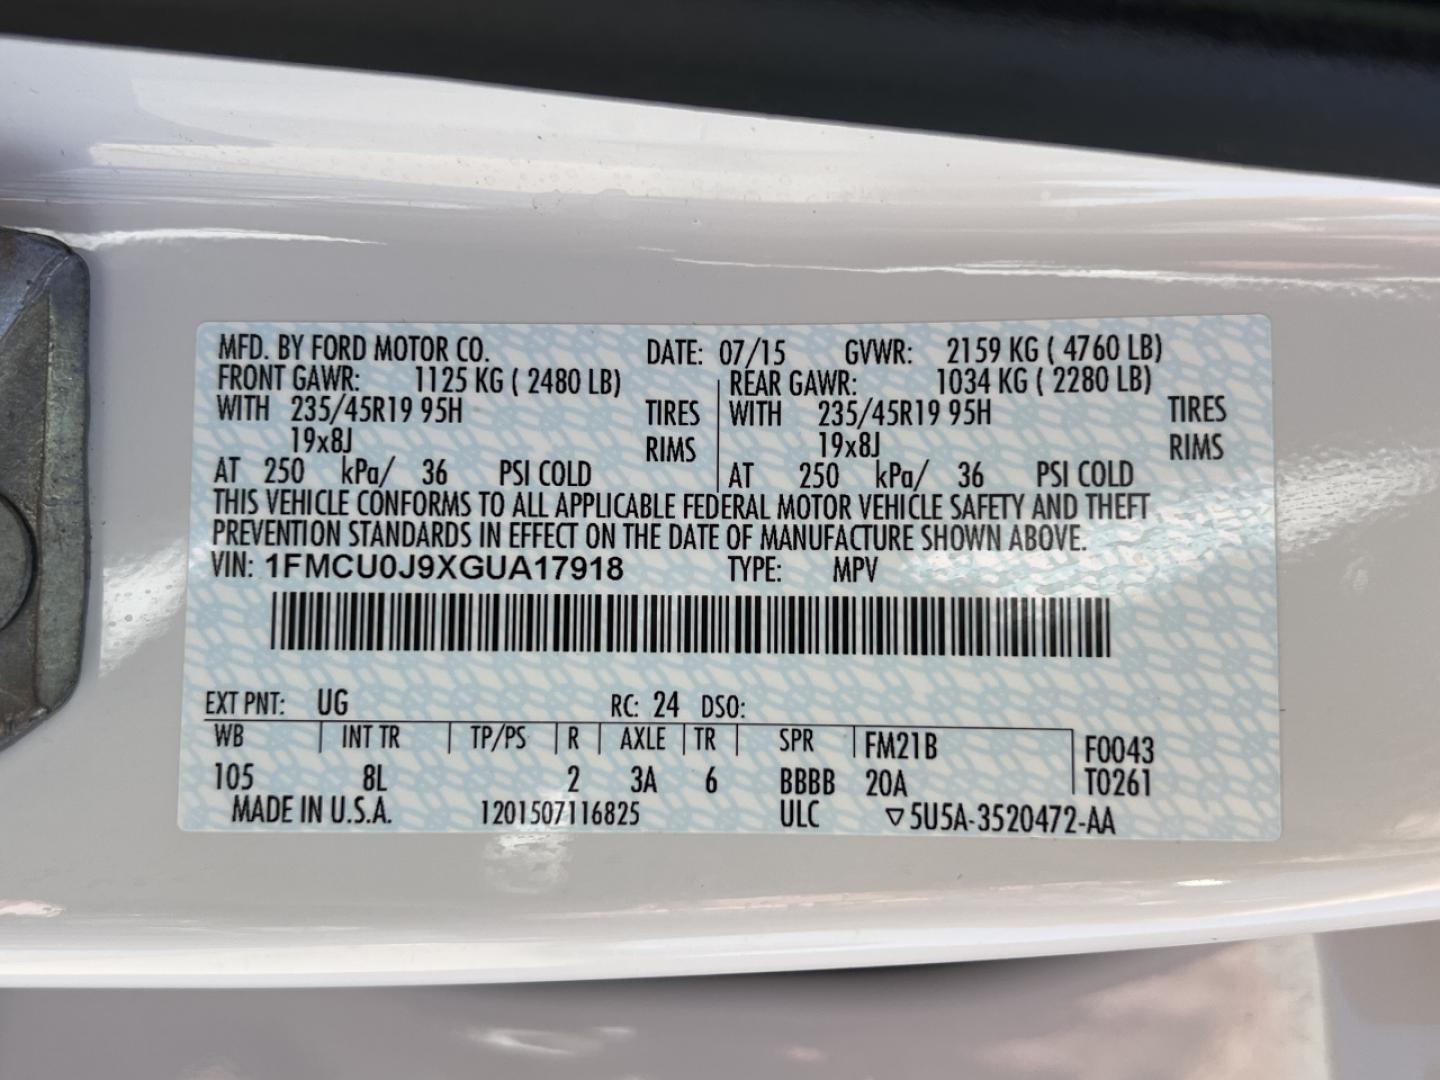 MFD. BY FORD MOTOR CO. DATE: 07/15 GVWR: 2159 KG ( 4760 LB)
FRONT GAWR: 1125 KG ( 2480 LB) REAR GAWR: 1034 KG ( 2280 LB)
WITH 235/45R19 95H TIRES WITH 235/45R19 95H TIRES
19x8J RIMS 19x8J RIMS
AT 250 kPa/ 36 PSI COLD AT 250 kPa/ 36 PSI COLD
THIS VEHICLE CONFORMS TO ALL APPLICABLE FEDERAL MOTOR VEHICLE SAFETY AND THEFT
PREVENTION STANDARDS IN EFFECT ON THE DATE OF MANUFACTURE SHOWN ABOVE.
VIN: 1FMCU0J9XGUA17918 TYPE: MPV
EXT PNT: UG RC: 24 DSO:
WB INT TR TP/PS R AXLE TR SPR FM21B F0043
105 8L 2 3A 6 BBBB 20A T0261
MADE IN U.S.A. 1201507116825 ULC ▽5U5A-3520472-AA